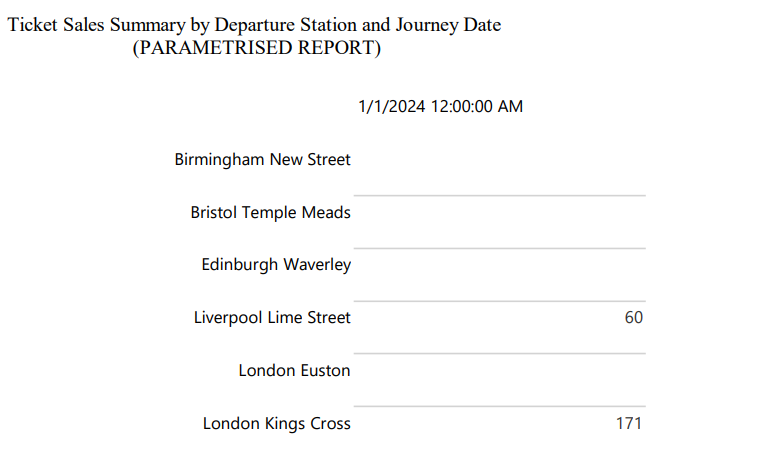 Ticket Sales Summary by Departure Station and Journey Date
(PARAMETRISED REPORT)
1/1/2024 12:00:00 AM
Birmingham New Street
Bristol Temple Meads
Edinburgh Waverley
Liverpool Lime Street 60
London Euston
London Kings Cross 171